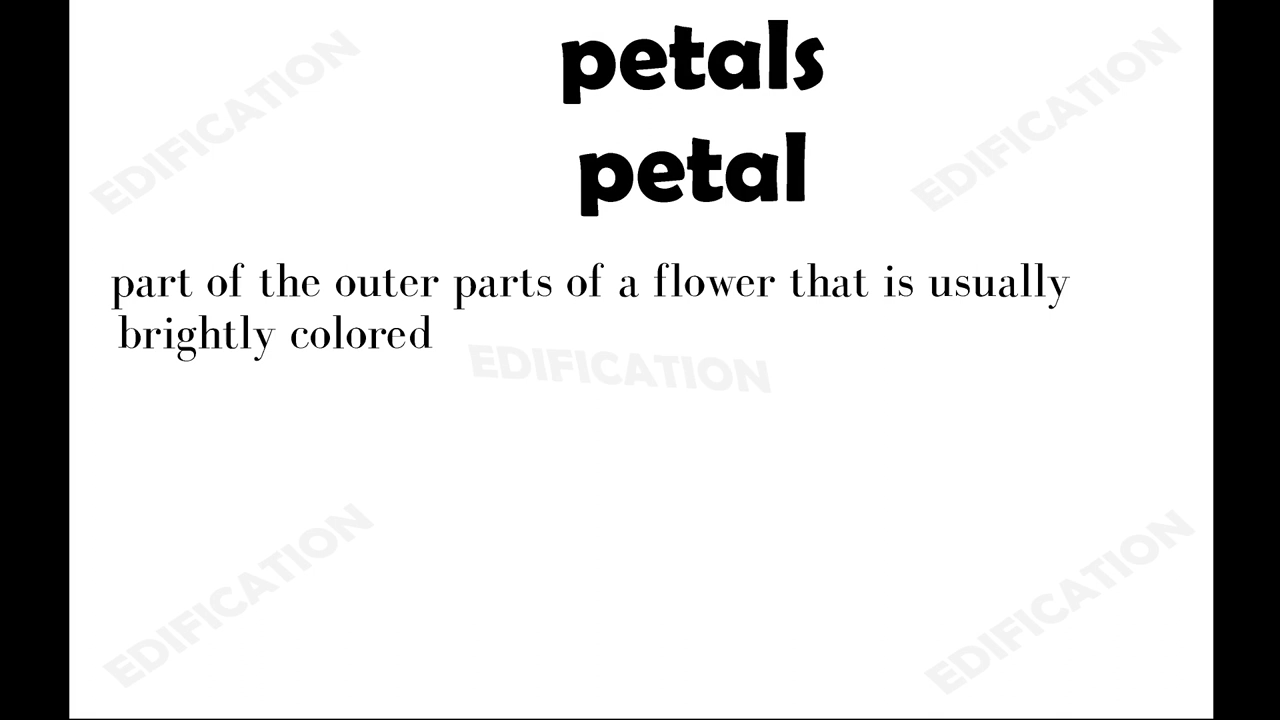 petals
petal
EDIFICATION
EDIFICATION
part of the outer parts of a flower that is usually
brightly colored
EDIFICATION
EDIFICATION
EDIFICATION